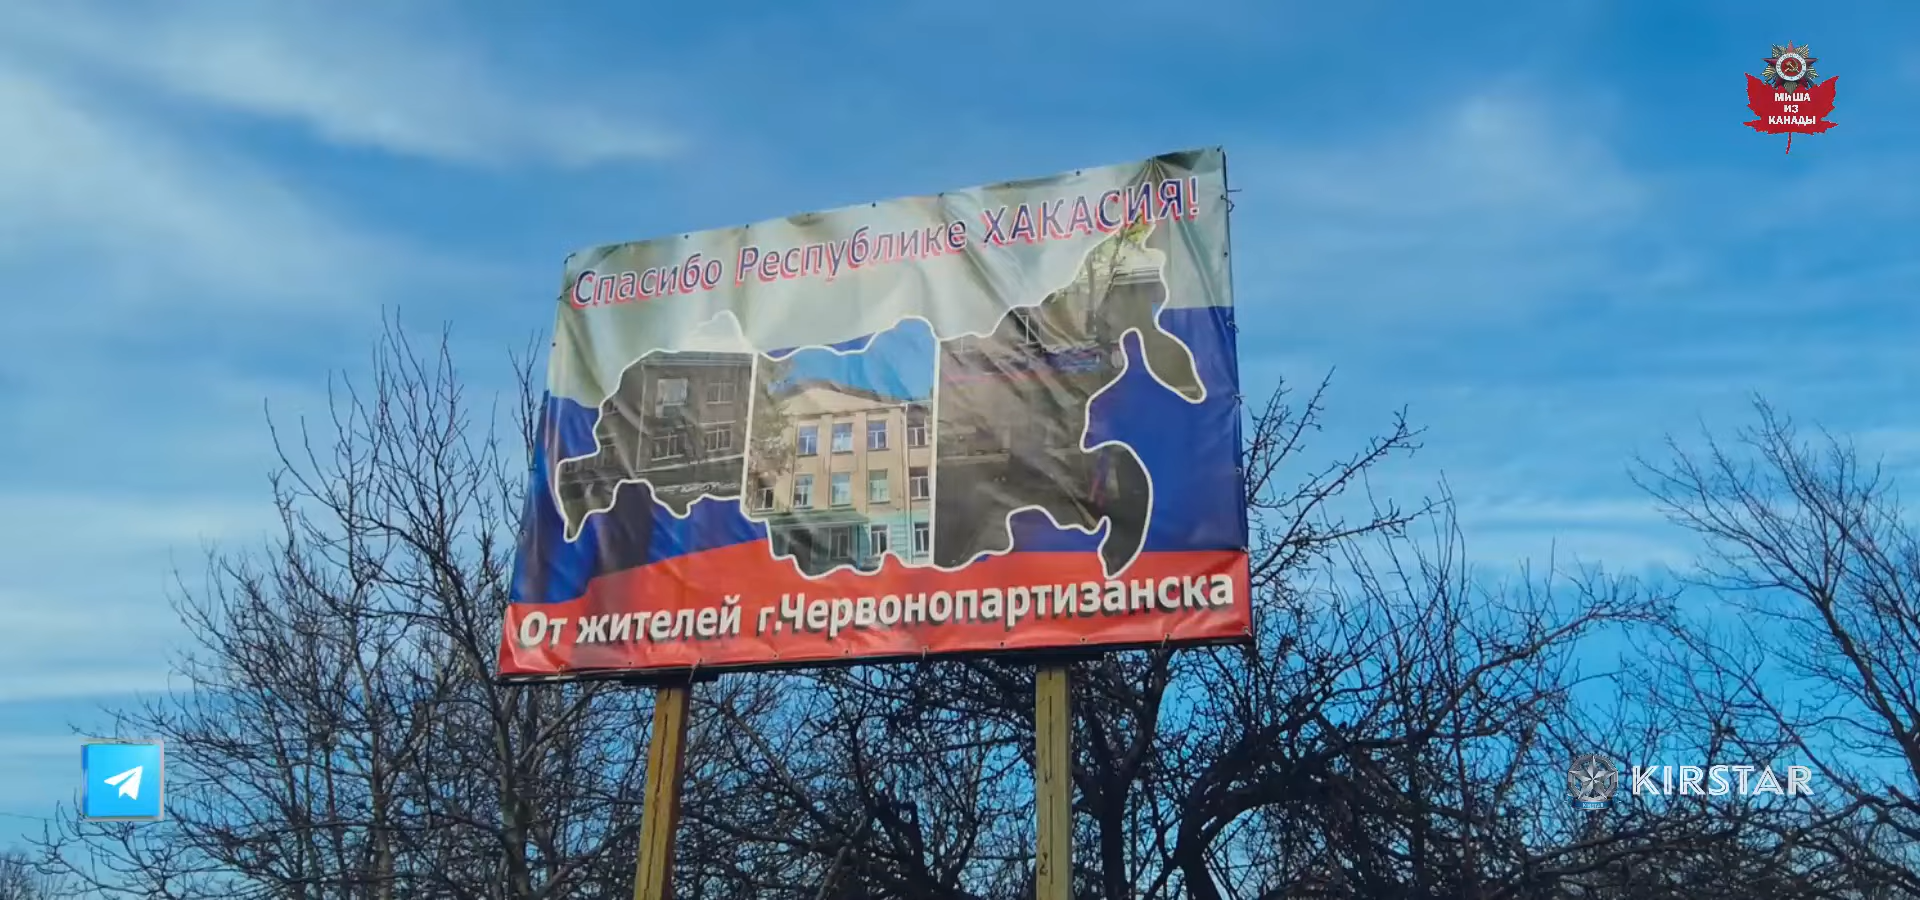 МИША
ИЗ
КАНАДЫ
Спасибо Республике ХАКАСИЯ!
От жителей г.Червонопартизанска
KIRSTAR